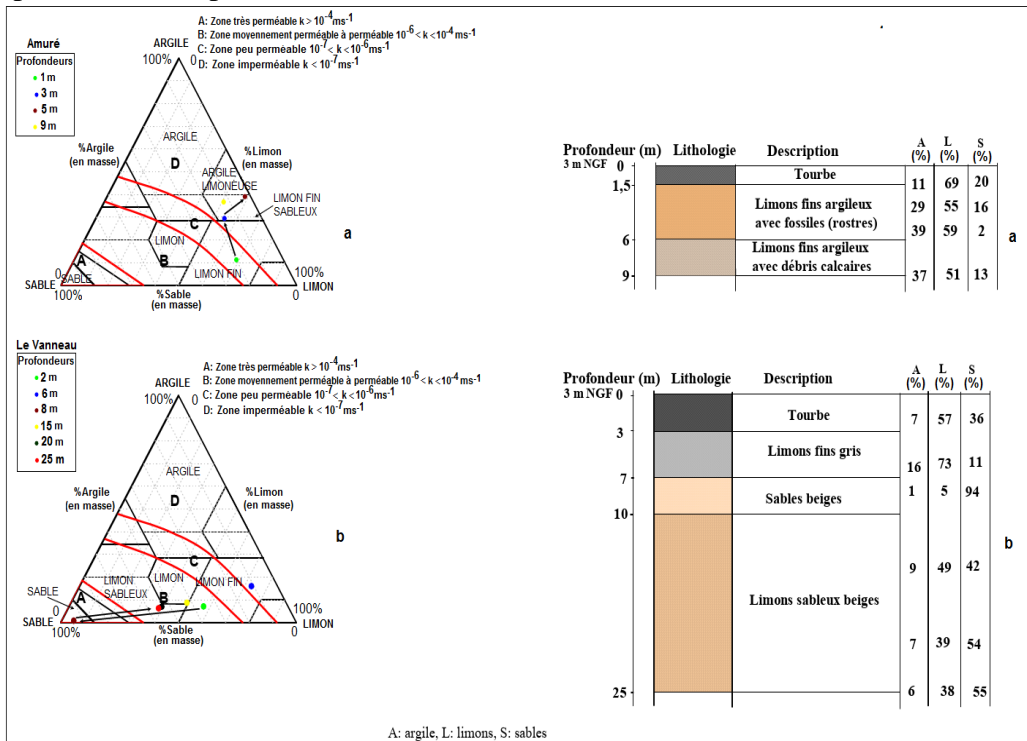 A: Zone très perméable k > 10⁻⁴ ms⁻¹
B: Zone moyennement perméable à perméable 10⁻⁶ < k < 10⁻⁴ ms⁻¹
C: Zone peu perméable 10⁻⁷ < k < 10⁻⁶ ms⁻¹
D: Zone imperméable k < 10⁻⁷ ms⁻¹
Amuré
Profondeurs
1 m
3 m
5 m
9 m
ARGILE
100% 0
%Argile
(en masse)
%Limon
(en masse)
ARGILE
D
ARGILE
LIMONEUSE
LIMON FIN
SABLEUX
C
LIMON
B
LIMON FIN
A
SABLE
0
100%
SABLE
100%
%Sable
(en masse)
0
LIMON
a
Profondeur (m)
3 m NGF
Lithologie
Description
A
(%)
L
(%)
S
(%)
0
Tourbe
1,5
11 69 20
Limons fins argileux
avec fossiles (rostres)
29 55 16
39 59 2
6
Limons fins argileux
avec débris calcaires
9
37 51 13
a
Le Vanneau
Profondeurs
2 m
6 m
8 m
15 m
20 m
25 m
A: Zone très perméable k > 10⁻⁴ ms⁻¹
B: Zone moyennement perméable à perméable 10⁻⁶ < k < 10⁻⁴ ms⁻¹
C: Zone peu perméable 10⁻⁷ < k < 10⁻⁶ ms⁻¹
D: Zone imperméable k < 10⁻⁷ ms⁻¹
ARGILE
100% 0
%Argile
(en masse)
%Limon
(en masse)
ARGILE
D
C
LIMON
SABLEUX
LIMON
LIMON FIN
B
SABLE
A
0
100%
SABLE
100%
%Sable
(en masse)
0
LIMON
b
Profondeur (m)
3 m NGF
Lithologie
Description
A
(%)
L
(%)
S
(%)
0
Tourbe
7 57 36
3
Limons fins gris
16 73 11
7
Sables beiges
1 5 94
10
9 49 42
Limons sableux beiges
7 39 54
25
6 38 55
b
A: argile, L: limons, S: sables